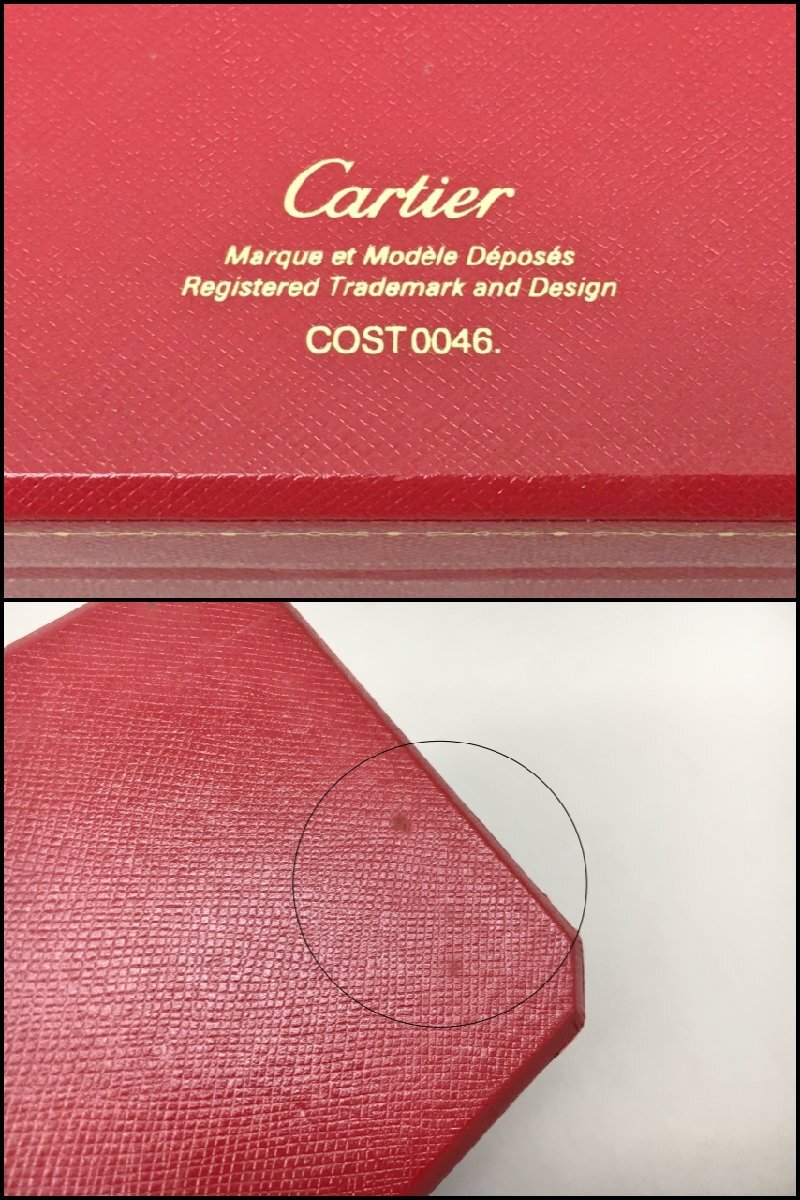 Cartier
Marque et Modèle Déposés
Registered Trademark and Design
COST 0046.